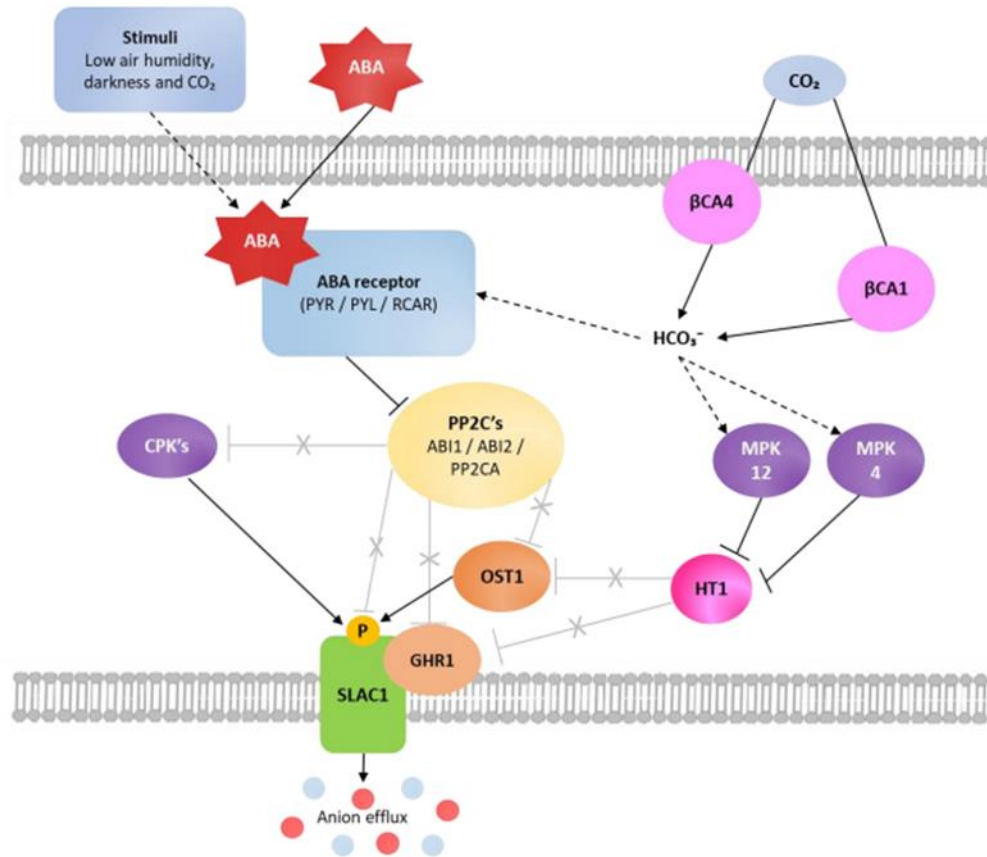 Stimuli
Low air humidity,
darkness and CO₂
ABA
CO₂
βCA4
ABA
ABA receptor
(PYR / PYL / RCAR)
βCA1
HCO₃⁻
PP2C's
ABI1 / ABI2 /
PP2CA
CPK's
X
MPK
12
MPK
4
X
X
X
OST1
X
HT1
X
P
GHR1
SLAC1
Anion efflux